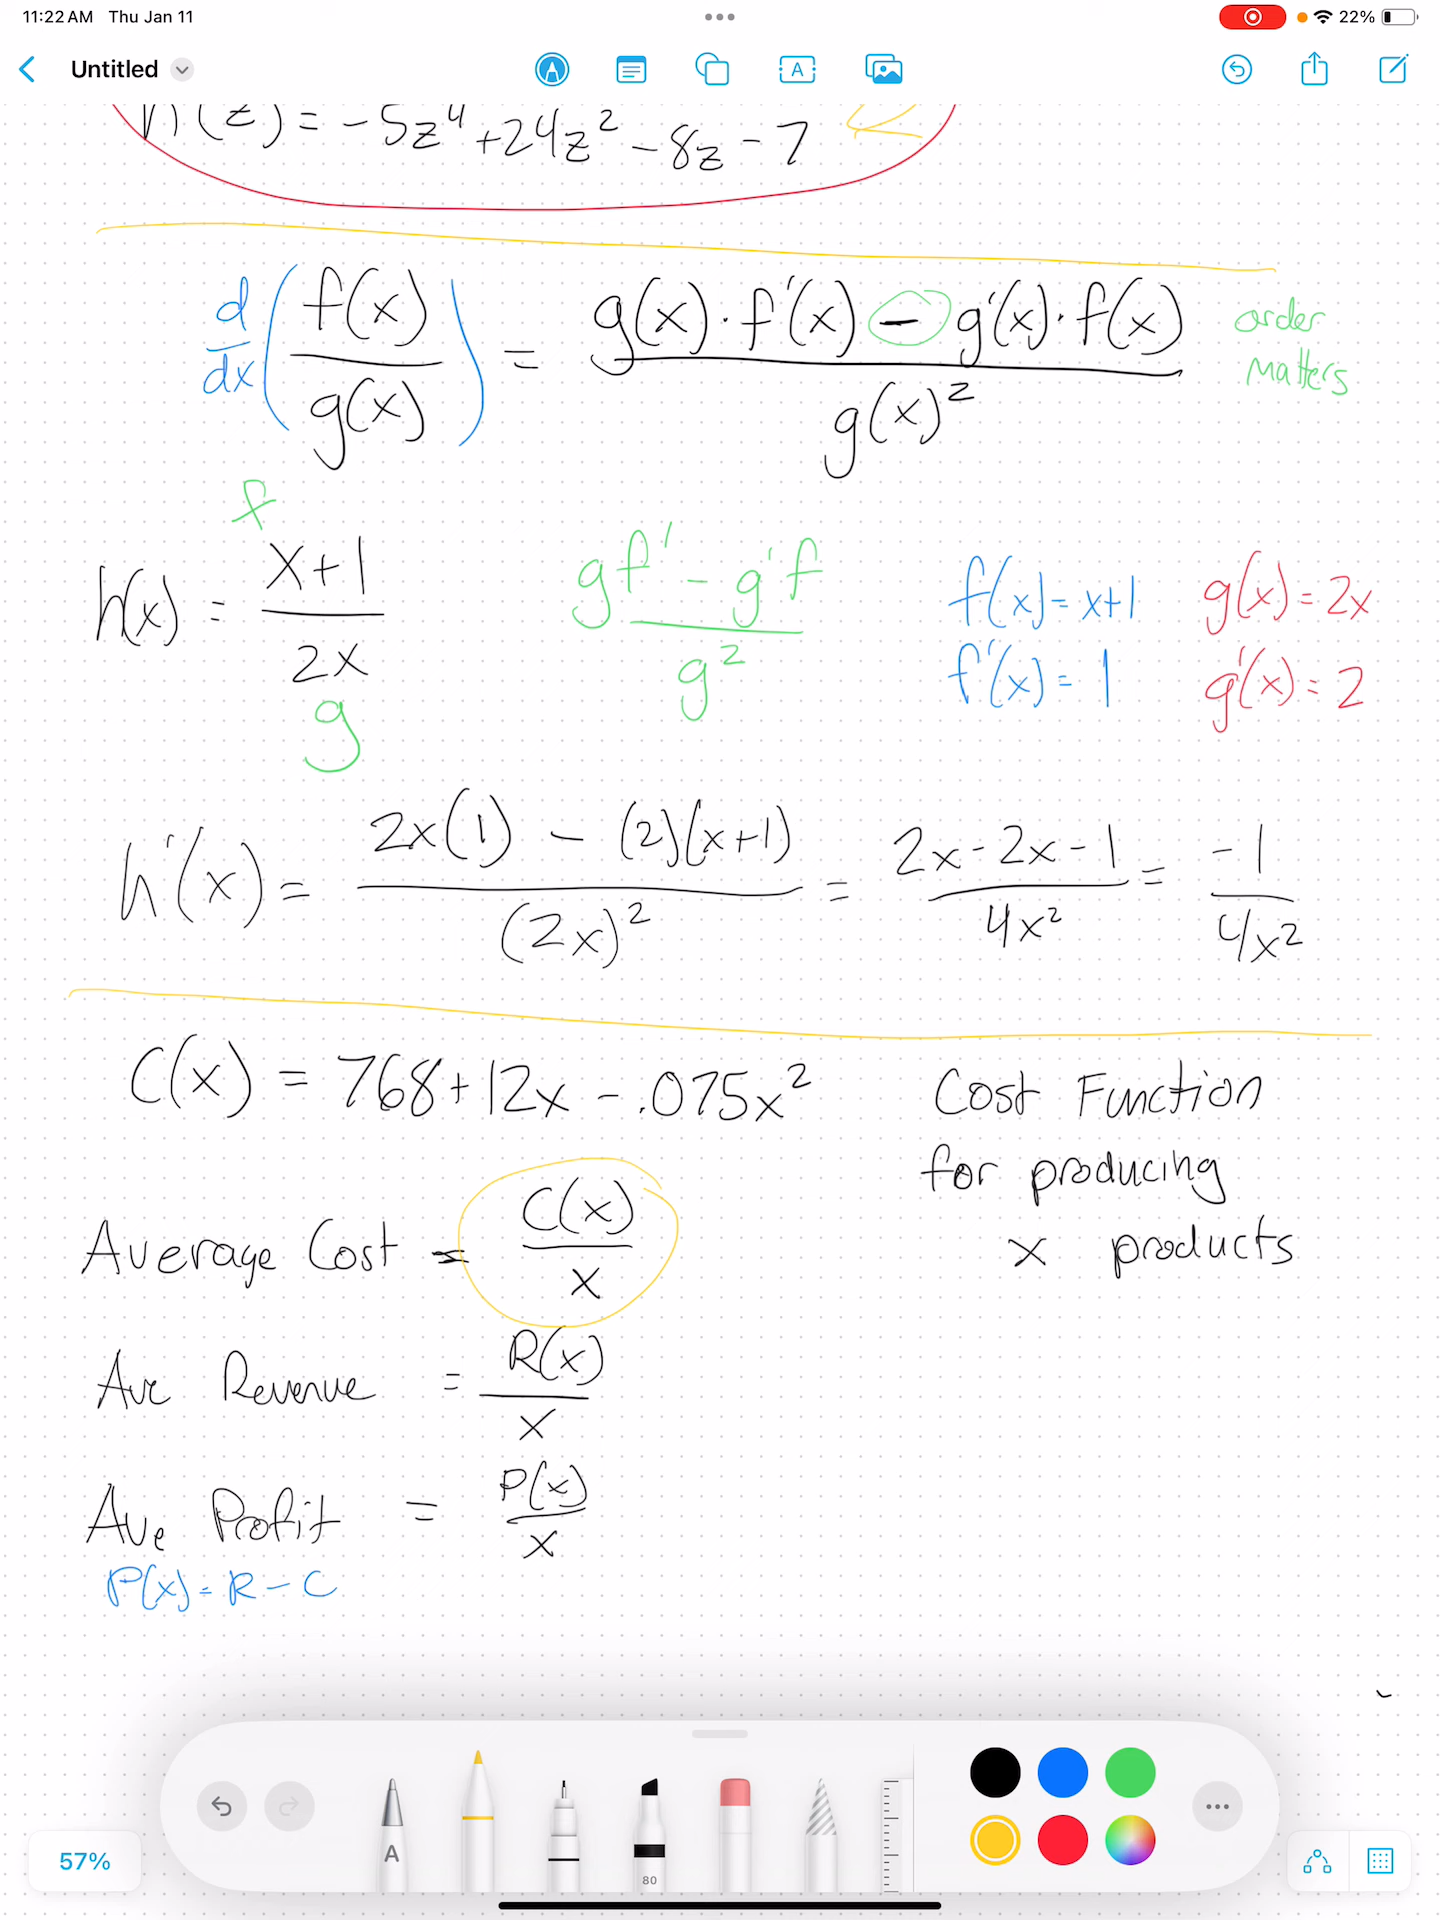 11:22 AM Thu Jan 11
22%
Untitled
h'(z) = -5z⁴ + 24z² - 8z - 7
d/dx (f(x)/g(x)) = (g(x)·f'(x) - g'(x)·f(x))/g(x)²
order
matters
f
h(x) = (x+1)/2x
g
(gf' - g'f)/g²
f(x) = x+1
f'(x) = 1
g(x) = 2x
g'(x) = 2
h'(x) = (2x(1) - (2)(x+1))/(2x)² = (2x-2x-1)/4x² = -1/4x²
C(x) = 768+12x - .075x²
Cost Function
for producing
x products
Average Cost = C(x)/x
Ave Revenue = R(x)/x
Ave Profit = P(x)/x
P(x) = R - C
A
80
57%